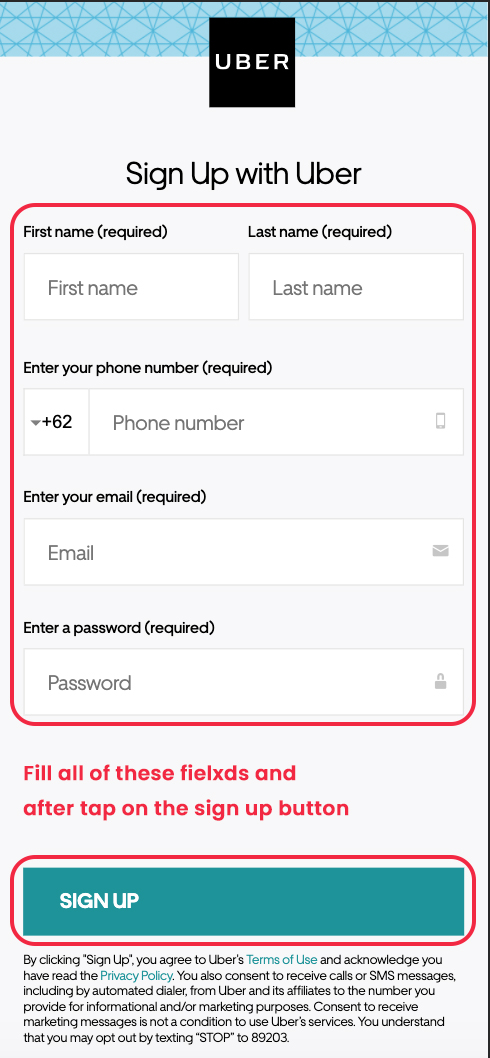 UBER
Sign Up with Uber
First name (required) Last name (required)
First name Last name
Enter your phone number (required)
+62 Phone number
Enter your email (required)
Email
Enter a password (required)
Password
Fill all of these fielxds and
after tap on the sign up button
SIGN UP
By clicking "Sign Up", you agree to Uber's Terms of Use and acknowledge you
have read the Privacy Policy. You also consent to receive calls or SMS messages,
including by automated dialer, from Uber and its affiliates to the number you
provide for informational and/or marketing purposes. Consent to receive
marketing messages is not a condition to use Uber's services. You understand
that you may opt out by texting "STOP" to 89203.